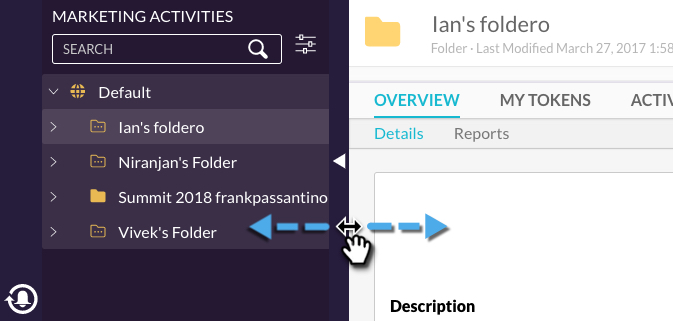 MARKETING ACTIVITIES
SEARCH
Default
Ian's foldero
Niranjan's Folder
Summit 2018 frankpassantino
Vivek's Folder
Ian's foldero
Folder · Last Modified March 27, 2017 1:58
OVERVIEW MY TOKENS ACTIV
Details Reports
Description